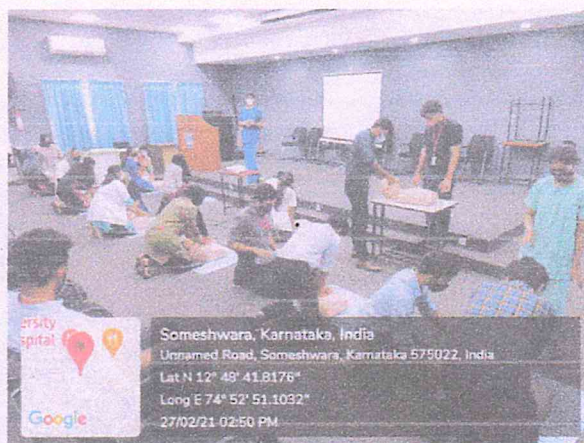 ersity
spital
Google
Someshwara, Karnataka, India
Unnamed Road, Someshwara, Karnataka 575022, India
Lat N 12° 48' 41.8176"
Long E 74° 52' 51.1032"
27/02/21 02:50 PM